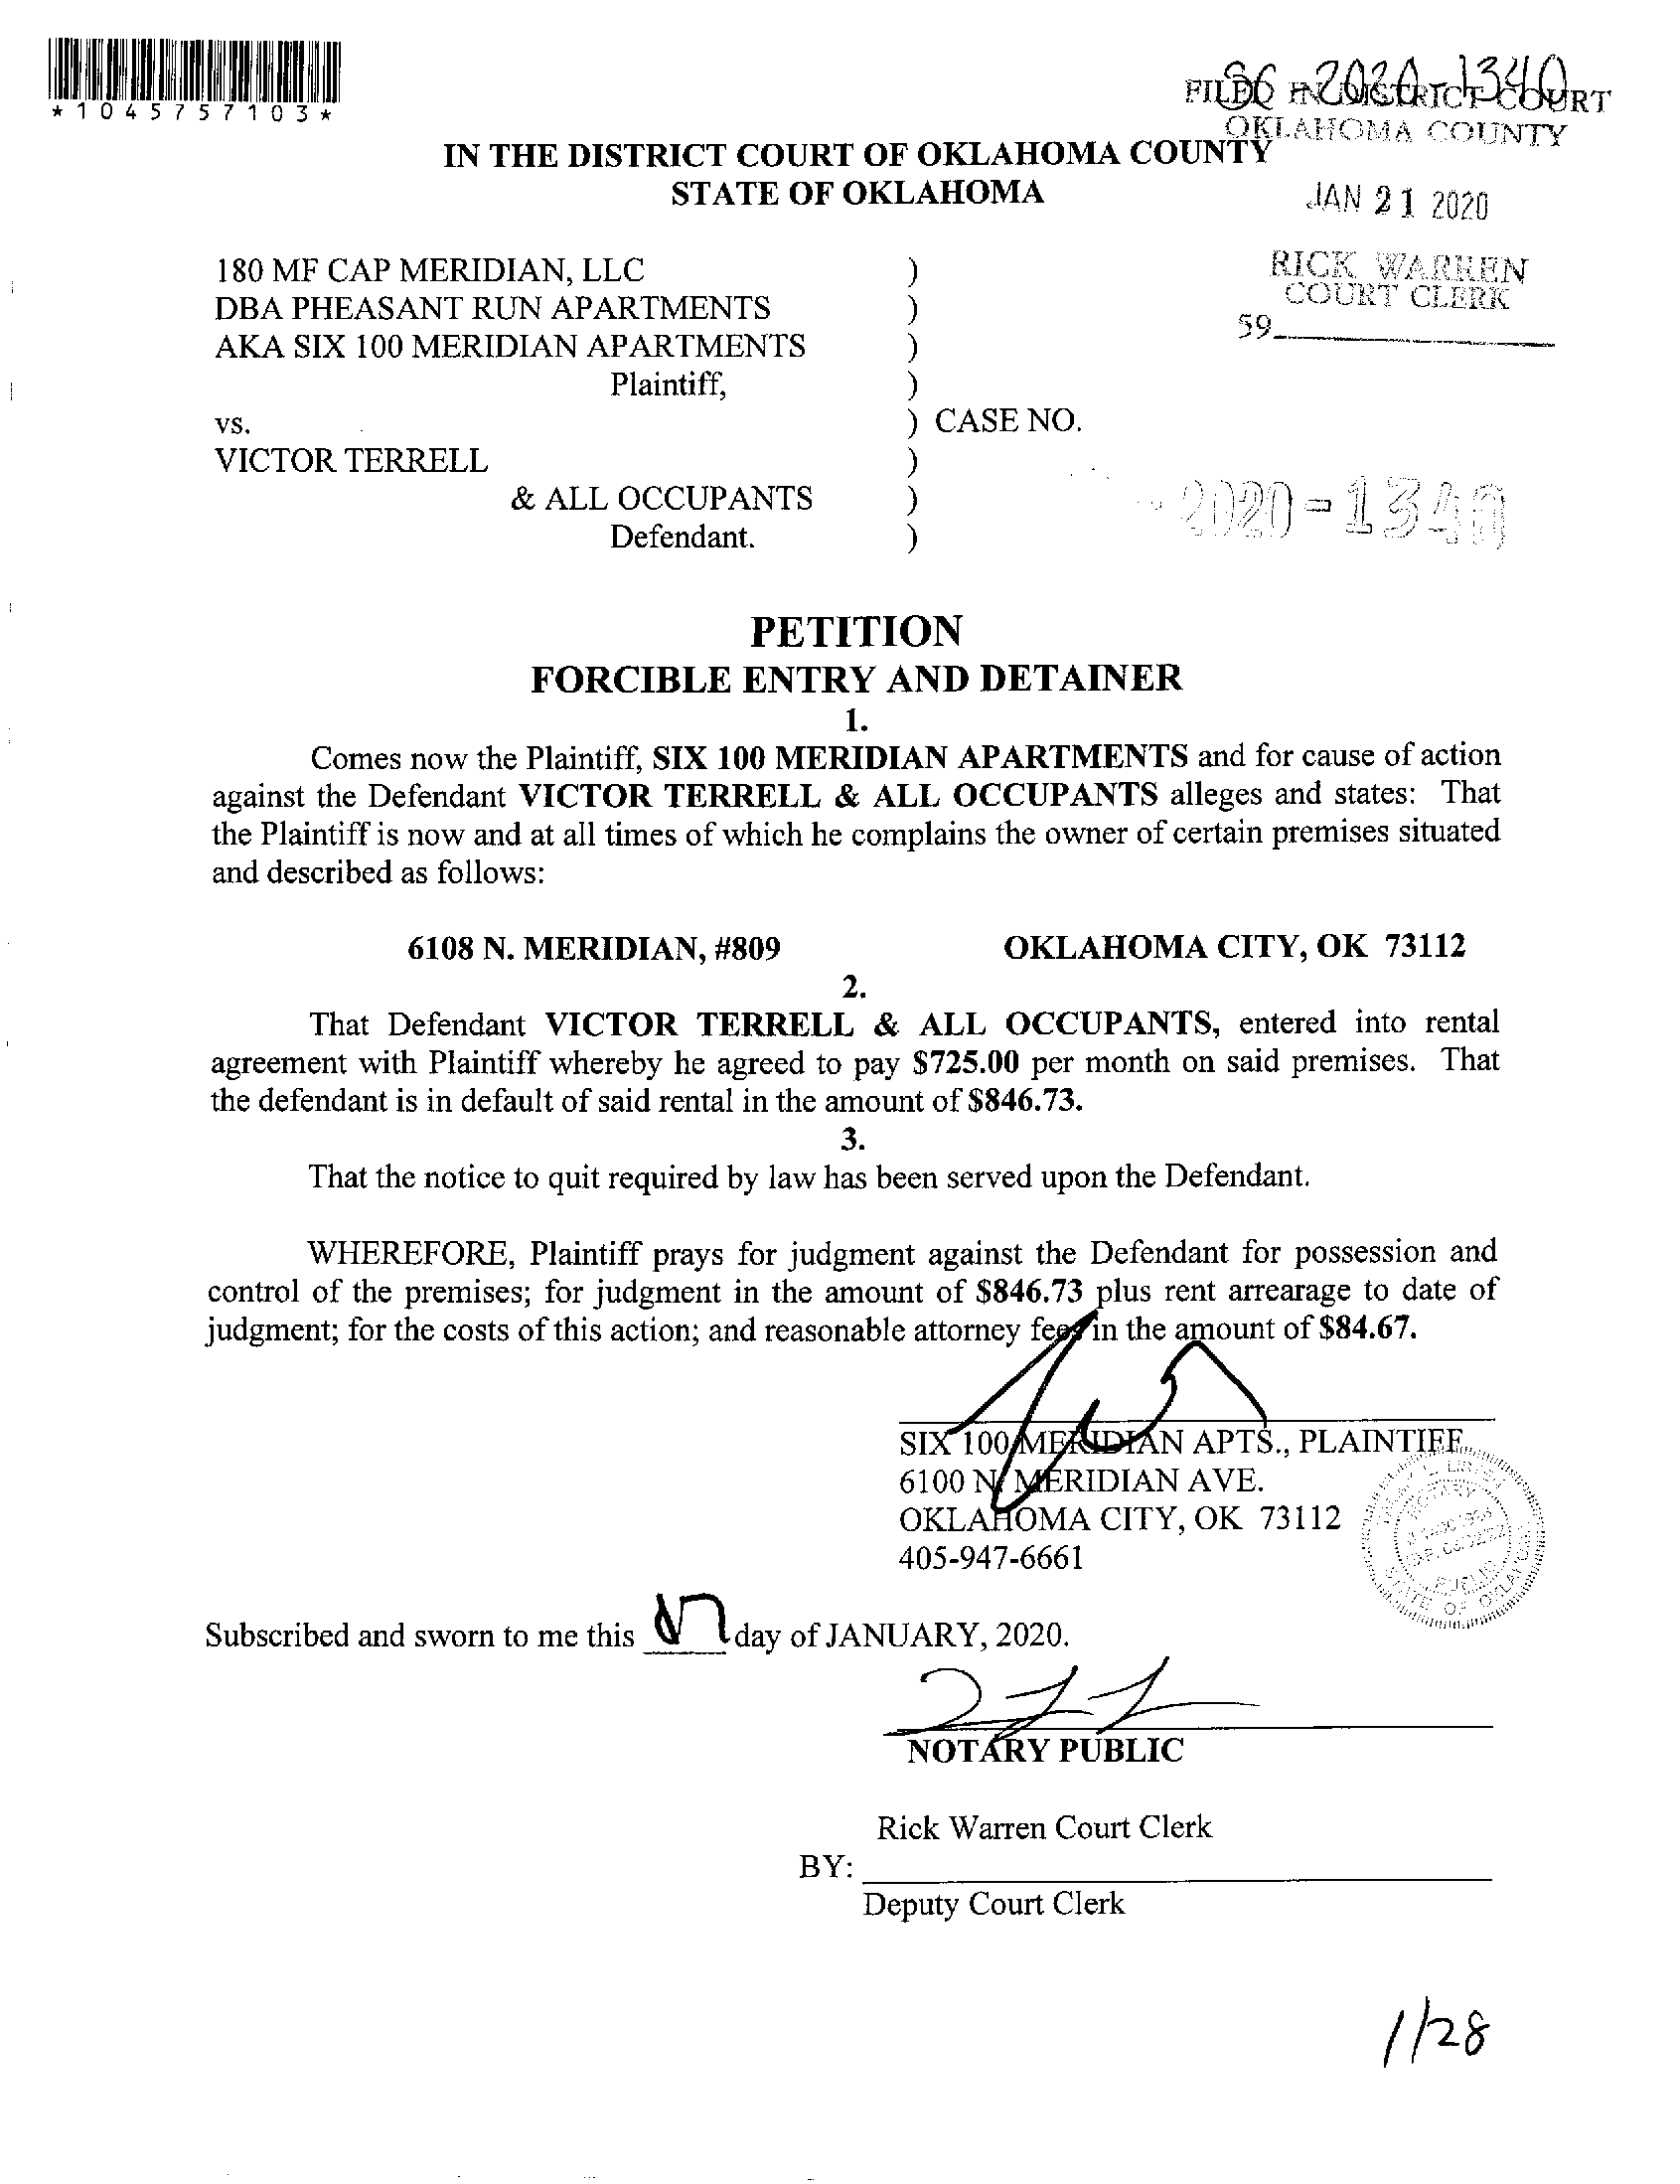 *1045757103*
2020-1340
FILED IN DISTRICT COURT
OKLAHOMA COUNTY
IN THE DISTRICT COURT OF OKLAHOMA COUNTY
STATE OF OKLAHOMA
JAN 21 2020
180 MF CAP MERIDIAN, LLC )
RICK WARREN
COURT CLERK
DBA PHEASANT RUN APARTMENTS )
59
AKA SIX 100 MERIDIAN APARTMENTS )
Plaintiff, )
vs. ) CASE NO.
VICTOR TERRELL )
& ALL OCCUPANTS )
2020-1340
Defendant. )
PETITION
FORCIBLE ENTRY AND DETAINER
1.
Comes now the Plaintiff, SIX 100 MERIDIAN APARTMENTS and for cause of action
against the Defendant VICTOR TERRELL & ALL OCCUPANTS alleges and states: That
the Plaintiff is now and at all times of which he complains the owner of certain premises situated
and described as follows:
6108 N. MERIDIAN, #809 OKLAHOMA CITY, OK 73112
2.
That Defendant VICTOR TERRELL & ALL OCCUPANTS, entered into rental
agreement with Plaintiff whereby he agreed to pay $725.00 per month on said premises. That
the defendant is in default of said rental in the amount of $846.73.
3.
That the notice to quit required by law has been served upon the Defendant.
WHEREFORE, Plaintiff prays for judgment against the Defendant for possession and
control of the premises; for judgment in the amount of $846.73 plus rent arrearage to date of
judgment; for the costs of this action; and reasonable attorney fees in the amount of $84.67.
SIX 100 MERIDIAN APTS., PLAINTIFF
6100 N. MERIDIAN AVE.
OKLAHOMA CITY, OK 73112
405-947-6661
NOTARY
PUBLIC
STATE OF OKLAHOMA
Subscribed and sworn to me this day of JANUARY, 2020.
NOTARY PUBLIC
Rick Warren Court Clerk
BY:
Deputy Court Clerk
1/28